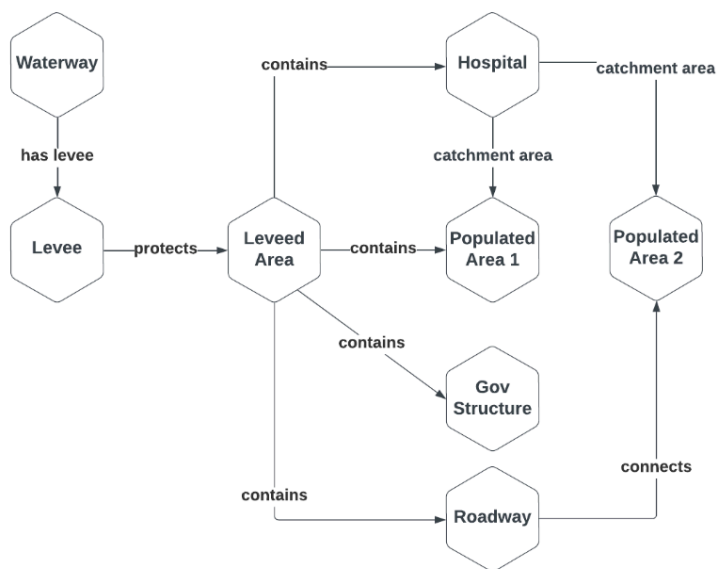 Waterway
contains
Hospital
catchment area
has levee
catchment area
Levee
protects
Leveed
Area
contains
Populated
Area 1
Populated
Area 2
contains
Gov
Structure
connects
contains
Roadway